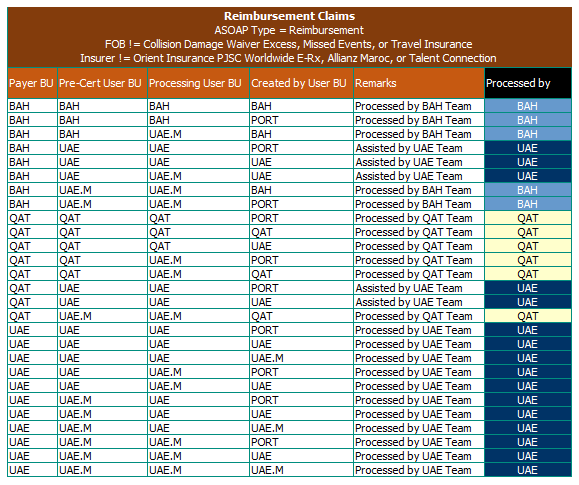 Reimbursement Claims
ASOAP Type = Reimbursement
FOB != Collision Damage Waiver Excess, Missed Events, or Travel Insurance
Insurer != Orient Insurance PJSC Worldwide E-Rx, Allianz Maroc, or Talent Connection
Payer BU Pre-Cert User BU Processing User BU Created by User BU Remarks Processed by
BAH BAH BAH BAH Processed by BAH Team BAH
BAH BAH BAH PORT Processed by BAH Team BAH
BAH BAH UAE.M BAH Processed by BAH Team BAH
BAH UAE UAE PORT Assisted by UAE Team UAE
BAH UAE UAE UAE Assisted by UAE Team UAE
BAH UAE UAE.M UAE Assisted by UAE Team UAE
BAH UAE.M UAE.M BAH Processed by BAH Team BAH
BAH UAE.M UAE.M PORT Processed by BAH Team BAH
QAT QAT QAT PORT Processed by QAT Team QAT
QAT QAT QAT QAT Processed by QAT Team QAT
QAT QAT QAT UAE Processed by QAT Team QAT
QAT QAT UAE.M PORT Processed by QAT Team QAT
QAT QAT UAE.M QAT Processed by QAT Team QAT
QAT UAE UAE PORT Assisted by UAE Team UAE
QAT UAE UAE UAE Assisted by UAE Team UAE
QAT UAE.M UAE.M QAT Processed by QAT Team QAT
UAE UAE UAE PORT Processed by UAE Team UAE
UAE UAE UAE UAE Processed by UAE Team UAE
UAE UAE UAE UAE.M Processed by UAE Team UAE
UAE UAE UAE.M PORT Processed by UAE Team UAE
UAE UAE UAE.M UAE Processed by UAE Team UAE
UAE UAE.M UAE PORT Processed by UAE Team UAE
UAE UAE.M UAE UAE Processed by UAE Team UAE
UAE UAE.M UAE UAE.M Processed by UAE Team UAE
UAE UAE.M UAE.M PORT Processed by UAE Team UAE
UAE UAE.M UAE.M UAE Processed by UAE Team UAE
UAE UAE.M UAE.M UAE.M Processed by UAE Team UAE